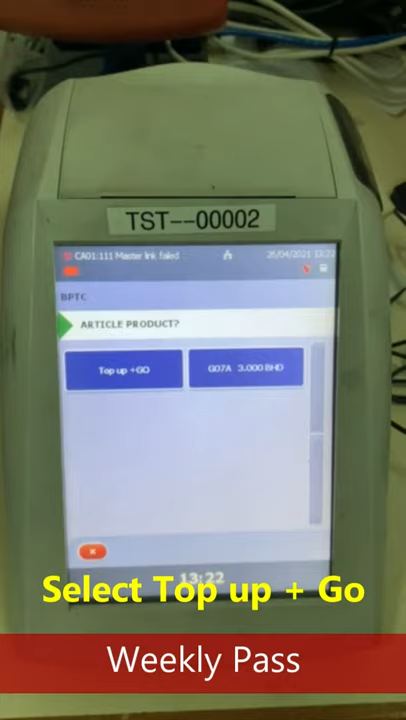 TST--00002
CA01:111 Master link failed
26/04/2021 13:22
BPTC
ARTICLE PRODUCT?
Top up +GO
G07A 3.000 BHD
13:22
Select Top up + Go
Weekly Pass